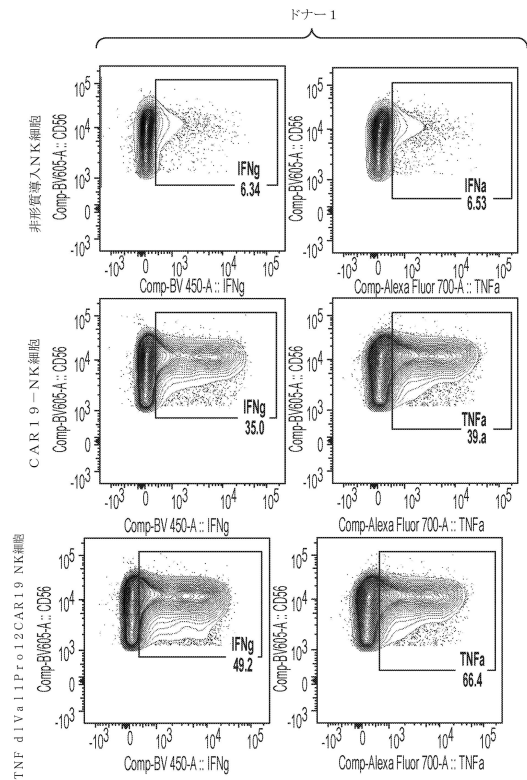 ドナー1
非形質導入NK細胞
Comp-BV605-A :: CD56
10^5
10^4
10^3
0
-10^3
IFNg
6.34
-10^3 0 10^3 10^4 10^5
Comp-BV 450-A :: IFNg
Comp-BV605-A :: CD56
10^5
10^4
10^3
0
-10^3
IFNa
6.53
-10^3 0 10^3 10^4 10^5
Comp-Alexa Fluor 700-A :: TNFa
CAR19-NK細胞
Comp-BV605-A :: CD56
10^5
10^4
10^3
0
-10^3
IFNg
35.0
-10^3 0 10^3 10^4 10^5
Comp-BV 450-A :: IFNg
Comp-BV605-A :: CD56
10^5
10^4
10^3
0
-10^3
TNFa
39.a
-10^3 0 10^3 10^4 10^5
Comp-Alexa Fluor 700-A :: TNFa
TNF dlVal1Pro12CAR19 NK細胞
Comp-BV605-A :: CD56
10^5
10^4
10^3
0
-10^3
IFNg
49.2
-10^3 0 10^3 10^4 10^5
Comp-BV 450-A :: IFNg
Comp-BV605-A :: CD56
10^5
10^4
10^3
0
-10^3
TNFa
66.4
-10^3 0 10^3 10^4 10^5
Comp-Alexa Fluor 700-A :: TNFa